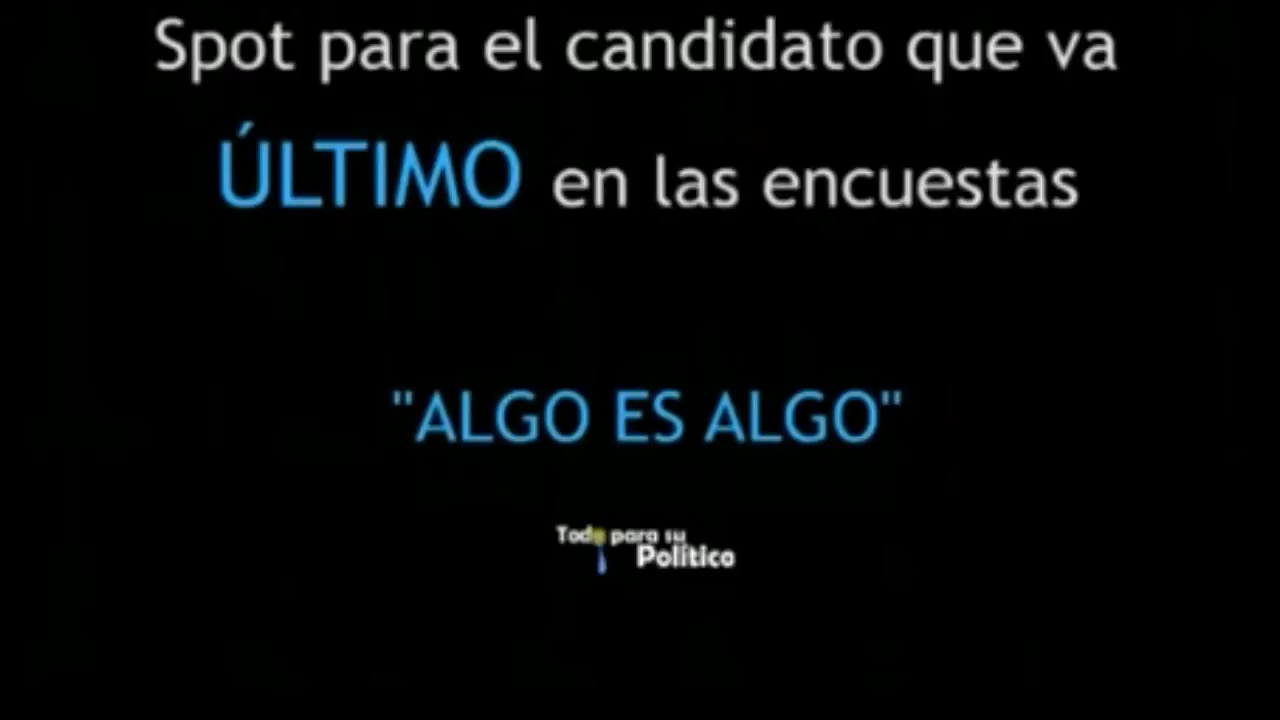 Spot para el candidato que va
ÚLTIMO en las encuestas
"ALGO ES ALGO"
Todo para su
Político